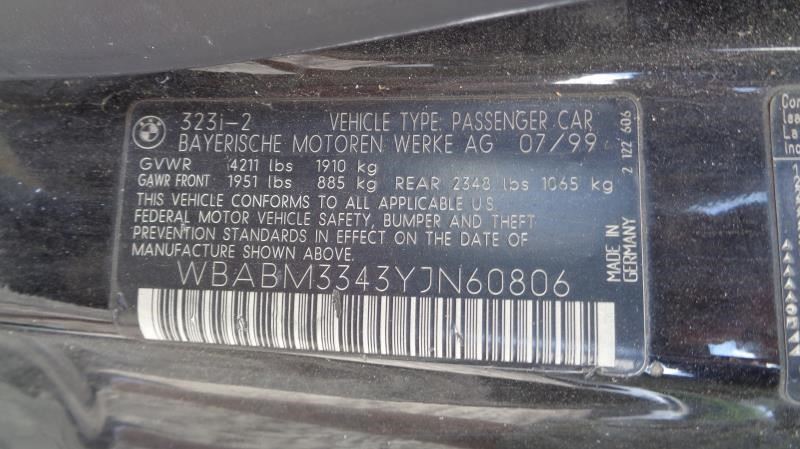 323i-2 VEHICLE TYPE: PASSENGER CAR
BAYERISCHE MOTOREN WERKE AG 07/99
GVWR 4211 lbs 1910 kg
GAWR FRONT 1951 lbs 885 kg REAR 2348 lbs 1065 kg
THIS VEHICLE CONFORMS TO ALL APPLICABLE U.S.
FEDERAL MOTOR VEHICLE SAFETY, BUMPER AND THEFT
PREVENTION STANDARDS IN EFFECT ON THE DATE OF
MANUFACTURE SHOWN ABOVE:
WBABM3343YJN60806
MADE IN
GERMANY
2 122 606
BMW
Con
La